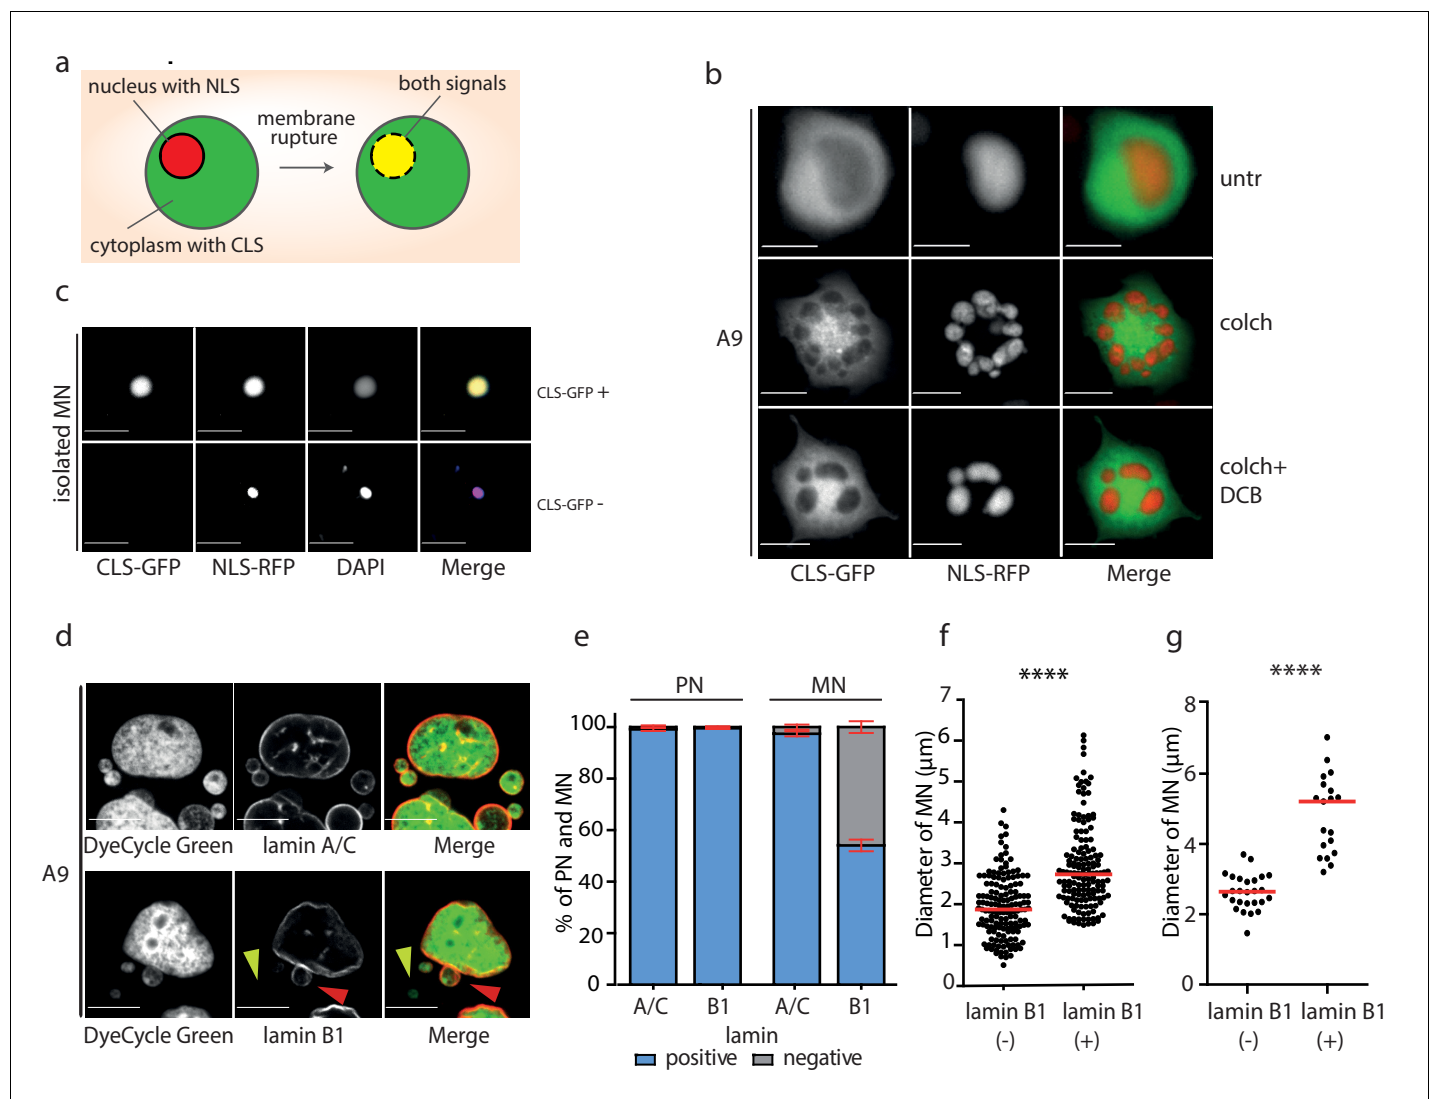 a
nucleus with NLS
both signals
membrane
rupture
cytoplasm with CLS
b
A9
untr
colch
colch+
DCB
CLS-GFP NLS-RFP Merge
c
isolated MN
CLS-GFP +
CLS-GFP -
CLS-GFP NLS-RFP DAPI Merge
d
A9
DyeCycle Green lamin A/C Merge
DyeCycle Green lamin B1 Merge
e
PN MN
% of PN and MN
100
80
60
40
20
0
A/C B1 A/C B1
lamin
positive negative
f
****
Diameter of MN (μm)
7
6
5
4
3
2
1
0
lamin B1 lamin B1
(-) (+)
g
****
Diameter of MN (μm)
8
6
4
2
0
lamin B1 lamin B1
(-) (+)